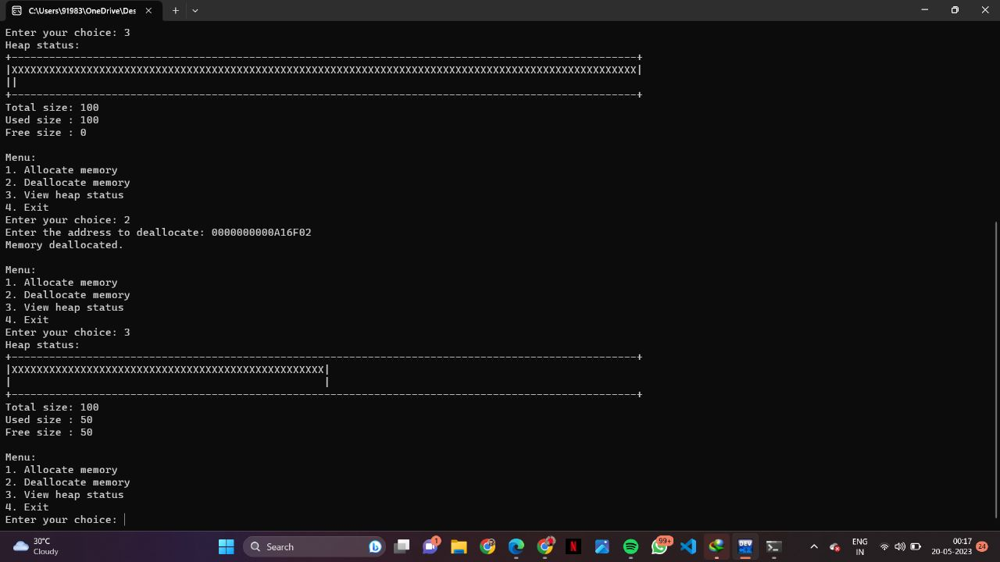 C:\Users\91983\OneDrive\Des
Enter your choice: 3
Heap status:
+----------------------------------------------------------------------------------------------------+
|XXXXXXXXXXXXXXXXXXXXXXXXXXXXXXXXXXXXXXXXXXXXXXXXXXXXXXXXXXXXXXXXXXXXXXXXXXXXXXXXXXXXXXXXXXXXXXXXXXXX|
||
+----------------------------------------------------------------------------------------------------+
Total size: 100
Used size : 100
Free size : 0
Menu:
1. Allocate memory
2. Deallocate memory
3. View heap status
4. Exit
Enter your choice: 2
Enter the address to deallocate: 0000000000A16F02
Memory deallocated.
Menu:
1. Allocate memory
2. Deallocate memory
3. View heap status
4. Exit
Enter your choice: 3
Heap status:
+----------------------------------------------------------------------------------------------------+
|XXXXXXXXXXXXXXXXXXXXXXXXXXXXXXXXXXXXXXXXXXXXXXXXXX|
|                                                  |
+----------------------------------------------------------------------------------------------------+
Total size: 100
Used size : 50
Free size : 50
Menu:
1. Allocate memory
2. Deallocate memory
3. View heap status
4. Exit
Enter your choice:
30°C
Cloudy
Search
1
N
99+
DEV
ENG
IN
00:17
20-05-2023
24